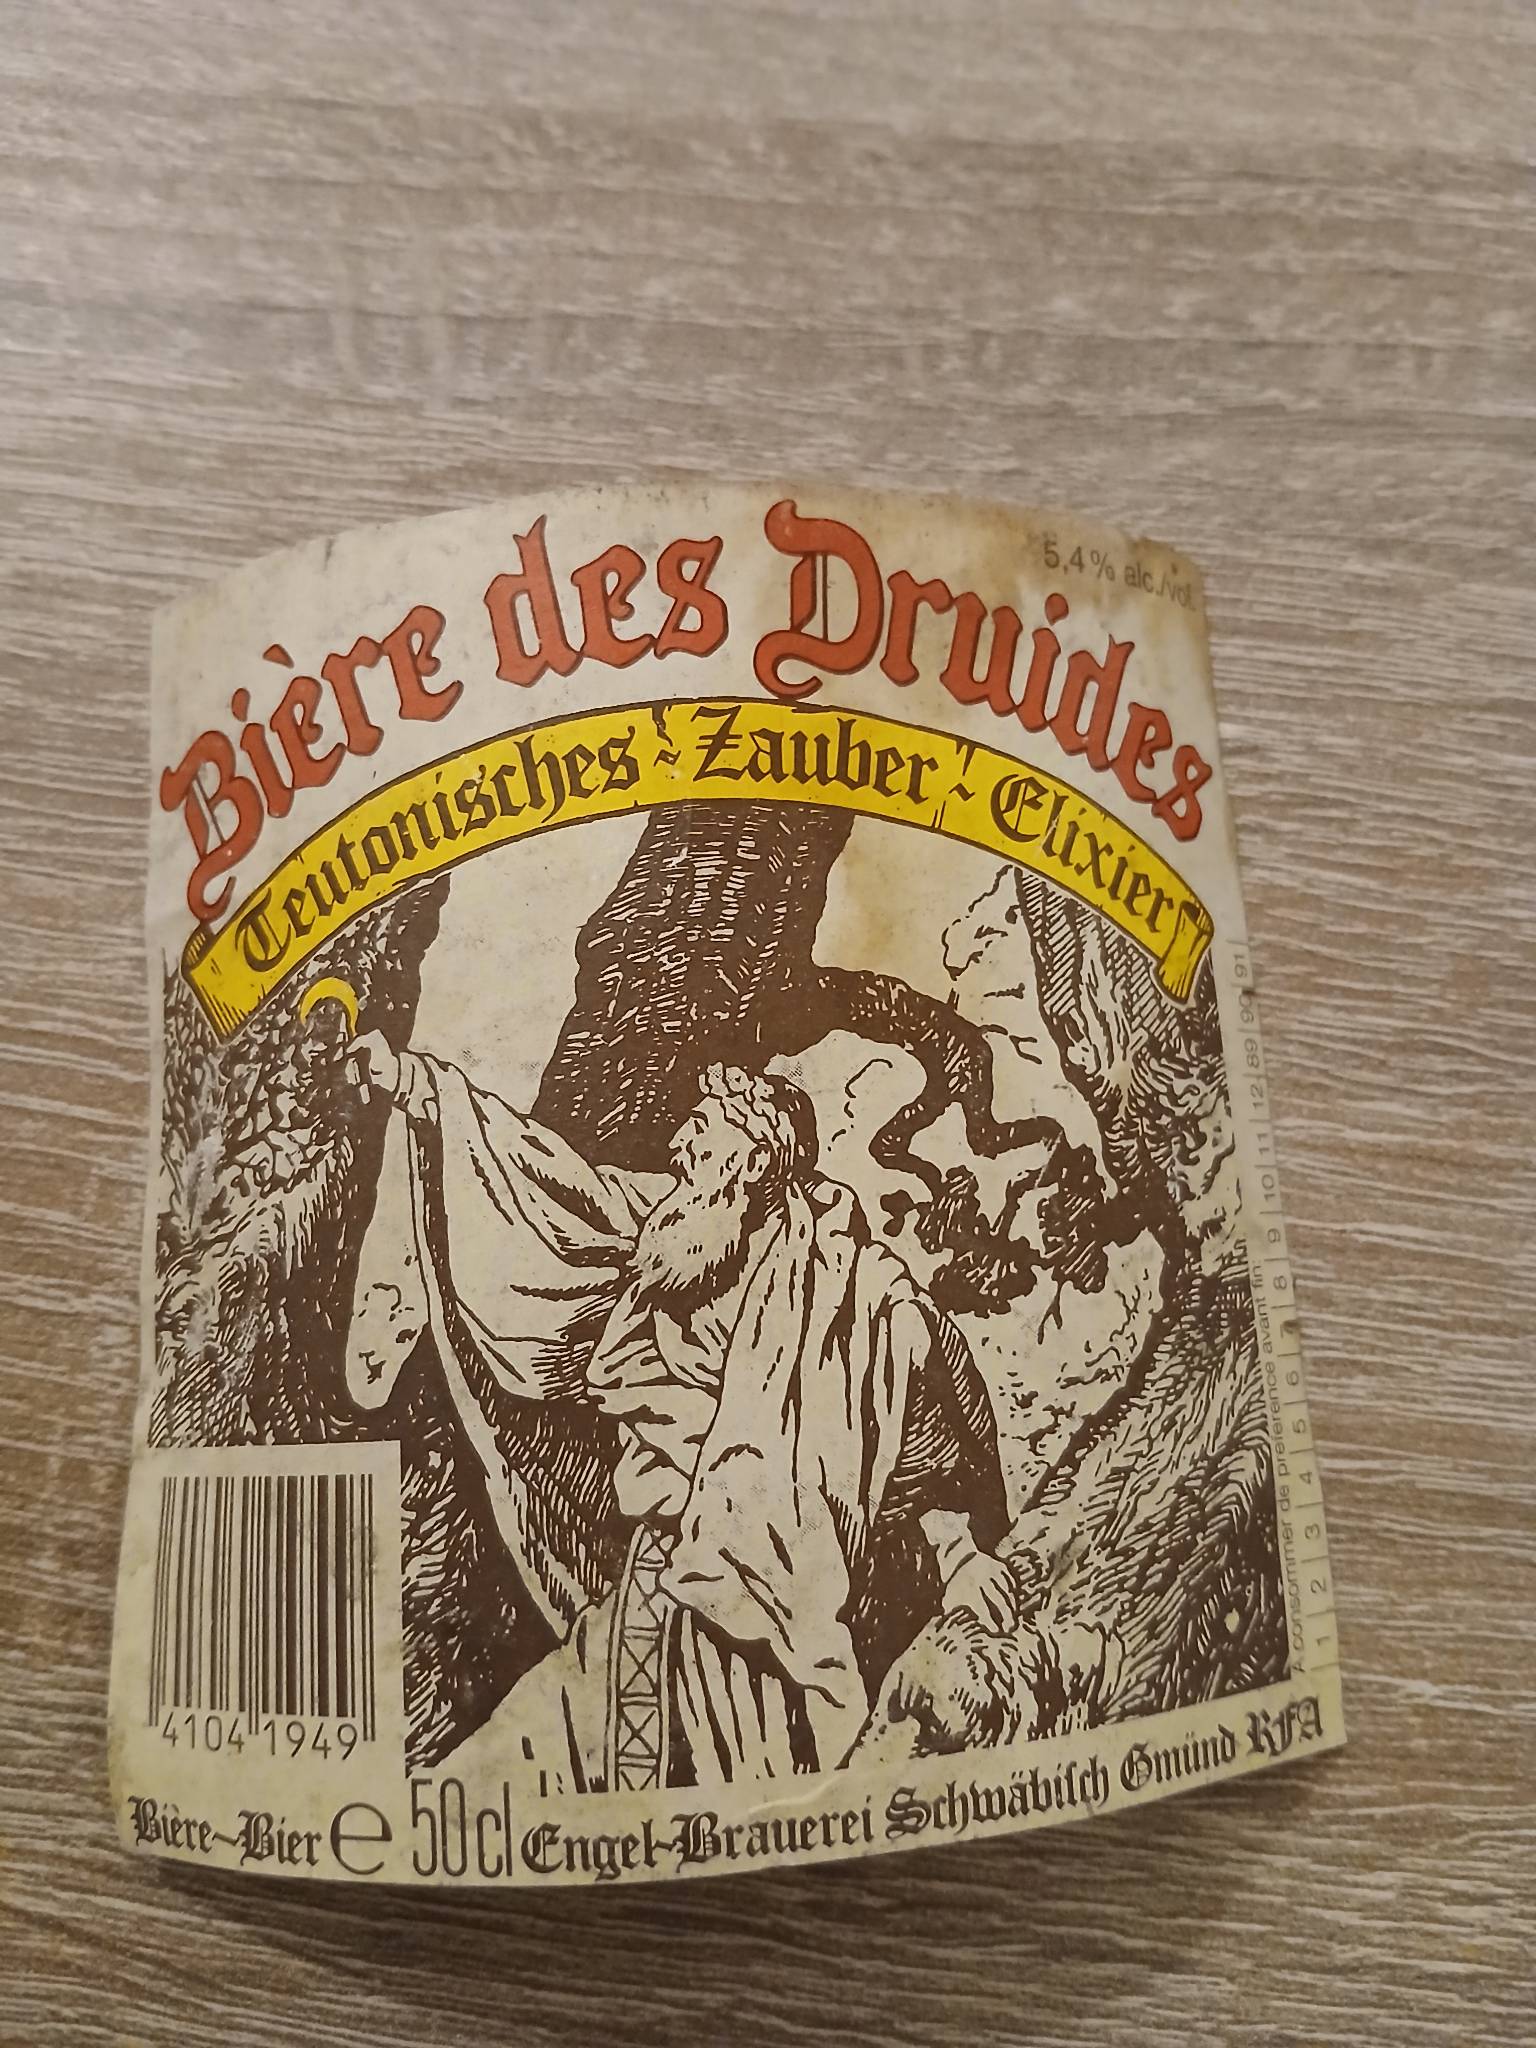 5,4% alc./vol.
Bière des Druides
Teutonisches-Zauber-Elixier
A consommer de préférence avant fin:
1 2 3 4 5 6 7 8 9 10 11 12 89 90 91
4104 1949
Bière-Bier e 50cl Engel-Brauerei Schwäbisch Gmünd RFA